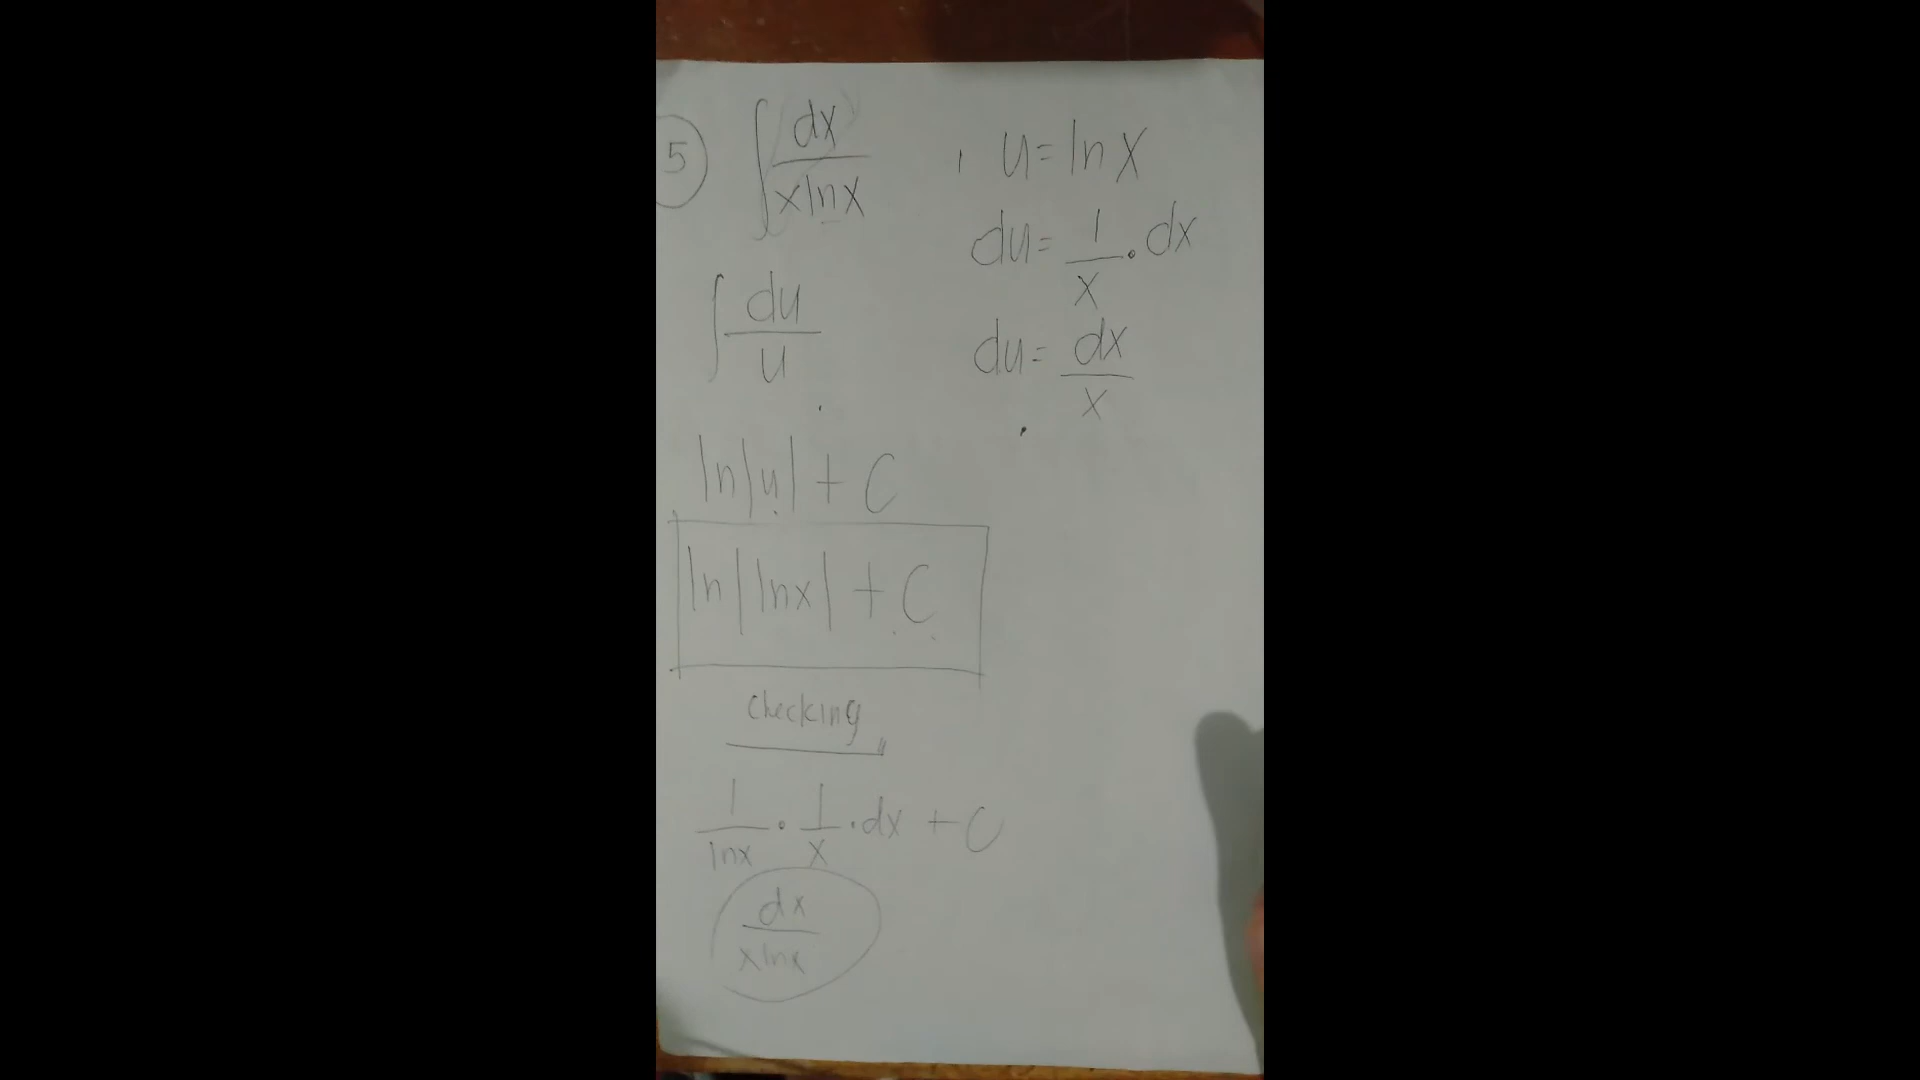 5
∫ dx / x ln x , u = ln x
du = 1/x · dx
∫ du / u
du = dx / x
ln |u| + C
ln | ln x | + C
checking
1/ln x · 1/x · dx + C
dx / x ln x